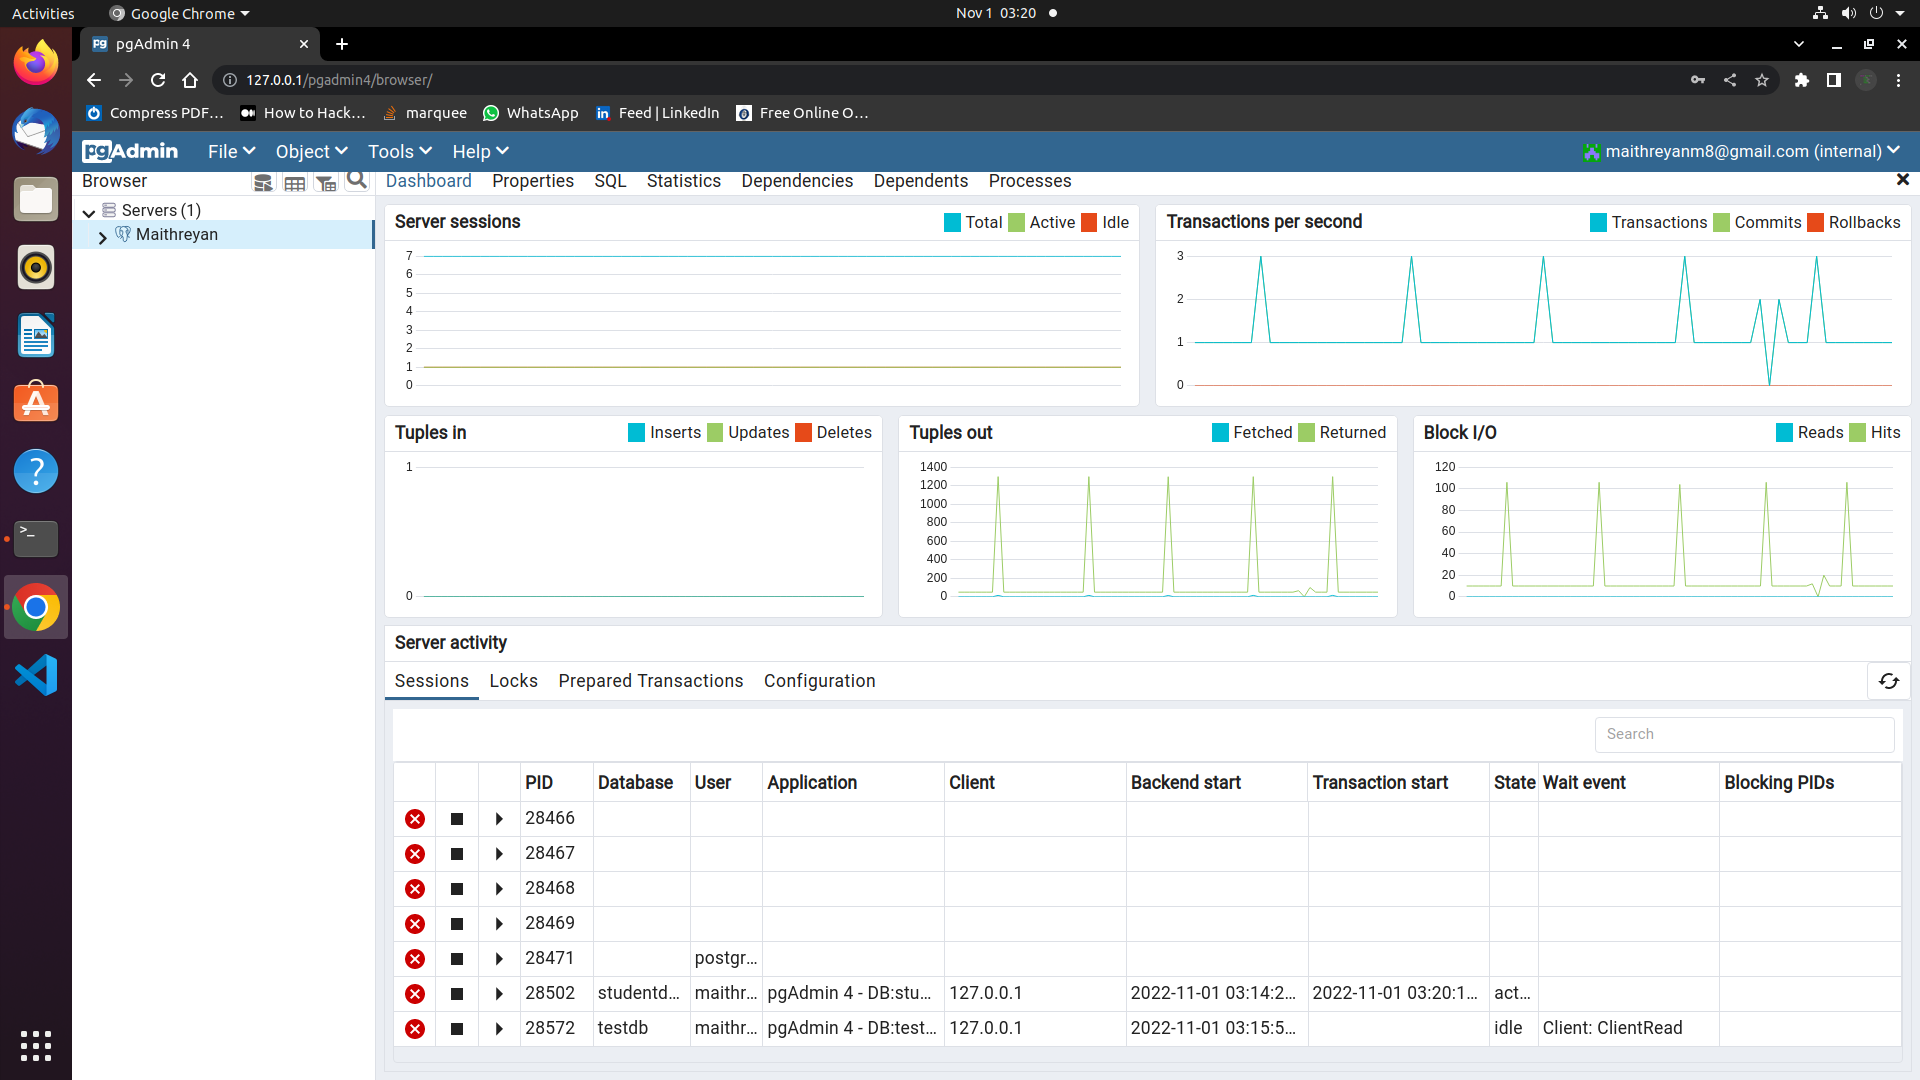 Activities
Google Chrome
Nov 1 03:20
pgAdmin 4
127.0.0.1/pgadmin4/browser/
Compress PDF…
How to Hack…
marquee
WhatsApp
Feed | LinkedIn
Free Online O…
pgAdmin
File
Object
Tools
Help
maithreyanm8@gmail.com (internal)
Browser
Dashboard
Properties
SQL
Statistics
Dependencies
Dependents
Processes
Servers (1)
Maithreyan
Server sessions
Total
Active
Idle
7
6
5
4
3
2
1
0
Transactions per second
Transactions
Commits
Rollbacks
3
2
1
0
Tuples in
Inserts
Updates
Deletes
1
0
Tuples out
Fetched
Returned
1400
1200
1000
800
600
400
200
0
Block I/O
Reads
Hits
120
100
80
60
40
20
0
Server activity
Sessions
Locks
Prepared Transactions
Configuration
Search
PID Database User Application Client Backend start Transaction start State Wait event Blocking PIDs
28466
28467
28468
28469
28471 postgr…
28502 studentd… maithr… pgAdmin 4 - DB:stu… 127.0.0.1 2022-11-01 03:14:2… 2022-11-01 03:20:1… act…
28572 testdb maithr… pgAdmin 4 - DB:test… 127.0.0.1 2022-11-01 03:15:5… idle Client: ClientRead